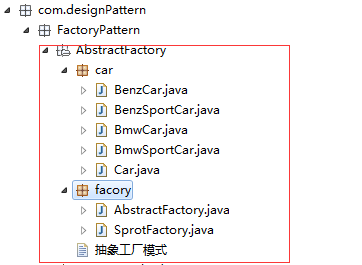 com.designPattern
FactoryPattern
AbstractFactory
car
BenzCar.java
BenzSportCar.java
BmwCar.java
BmwSportCar.java
Car.java
facory
AbstractFactory.java
SprotFactory.java
抽象工厂模式